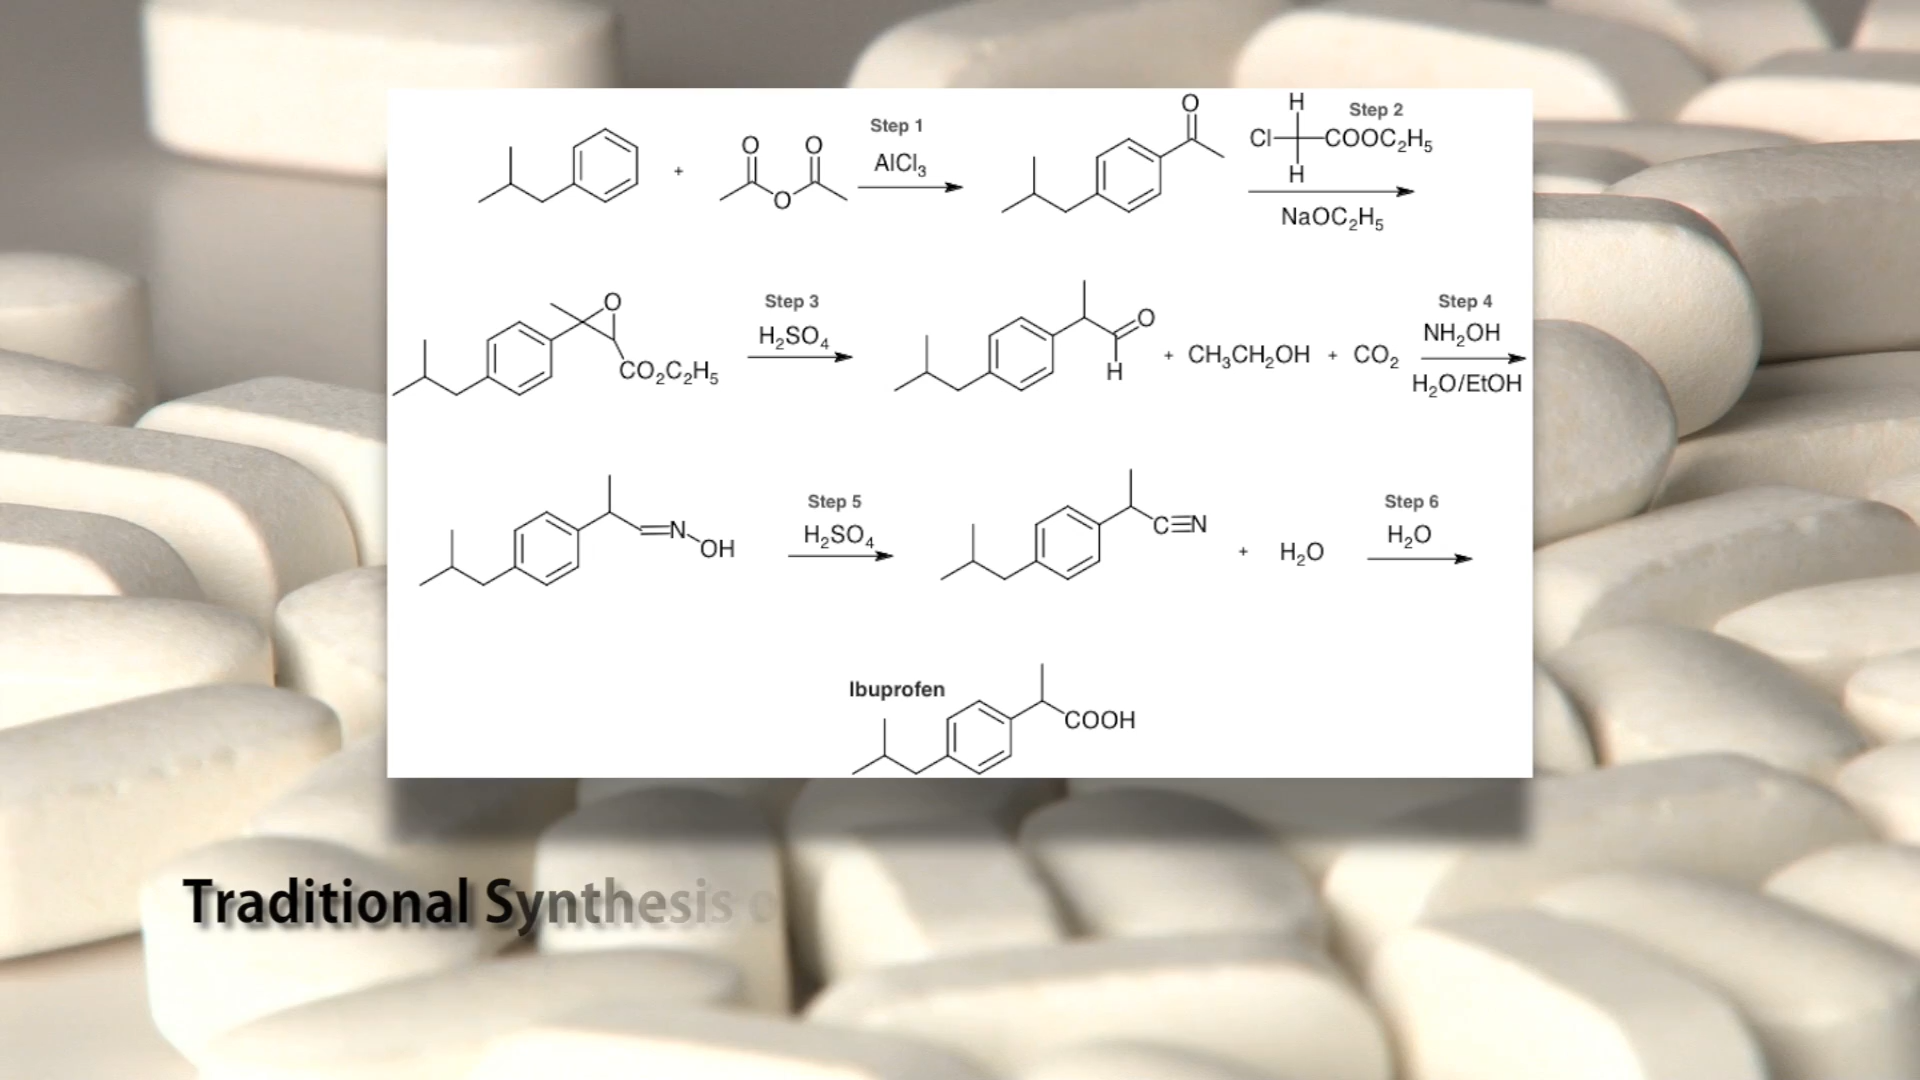 Step 1
AlCl₃
+
O
O
O
O
H
Cl
COOC₂H₅
H
Step 2
NaOC₂H₅
O
CO₂C₂H₅
Step 3
H₂SO₄
O
H
+ CH₃CH₂OH + CO₂
Step 4
NH₂OH
H₂O/EtOH
N
OH
Step 5
H₂SO₄
C≡N
+ H₂O
Step 6
H₂O
Ibuprofen
COOH
Traditional Synthesis o